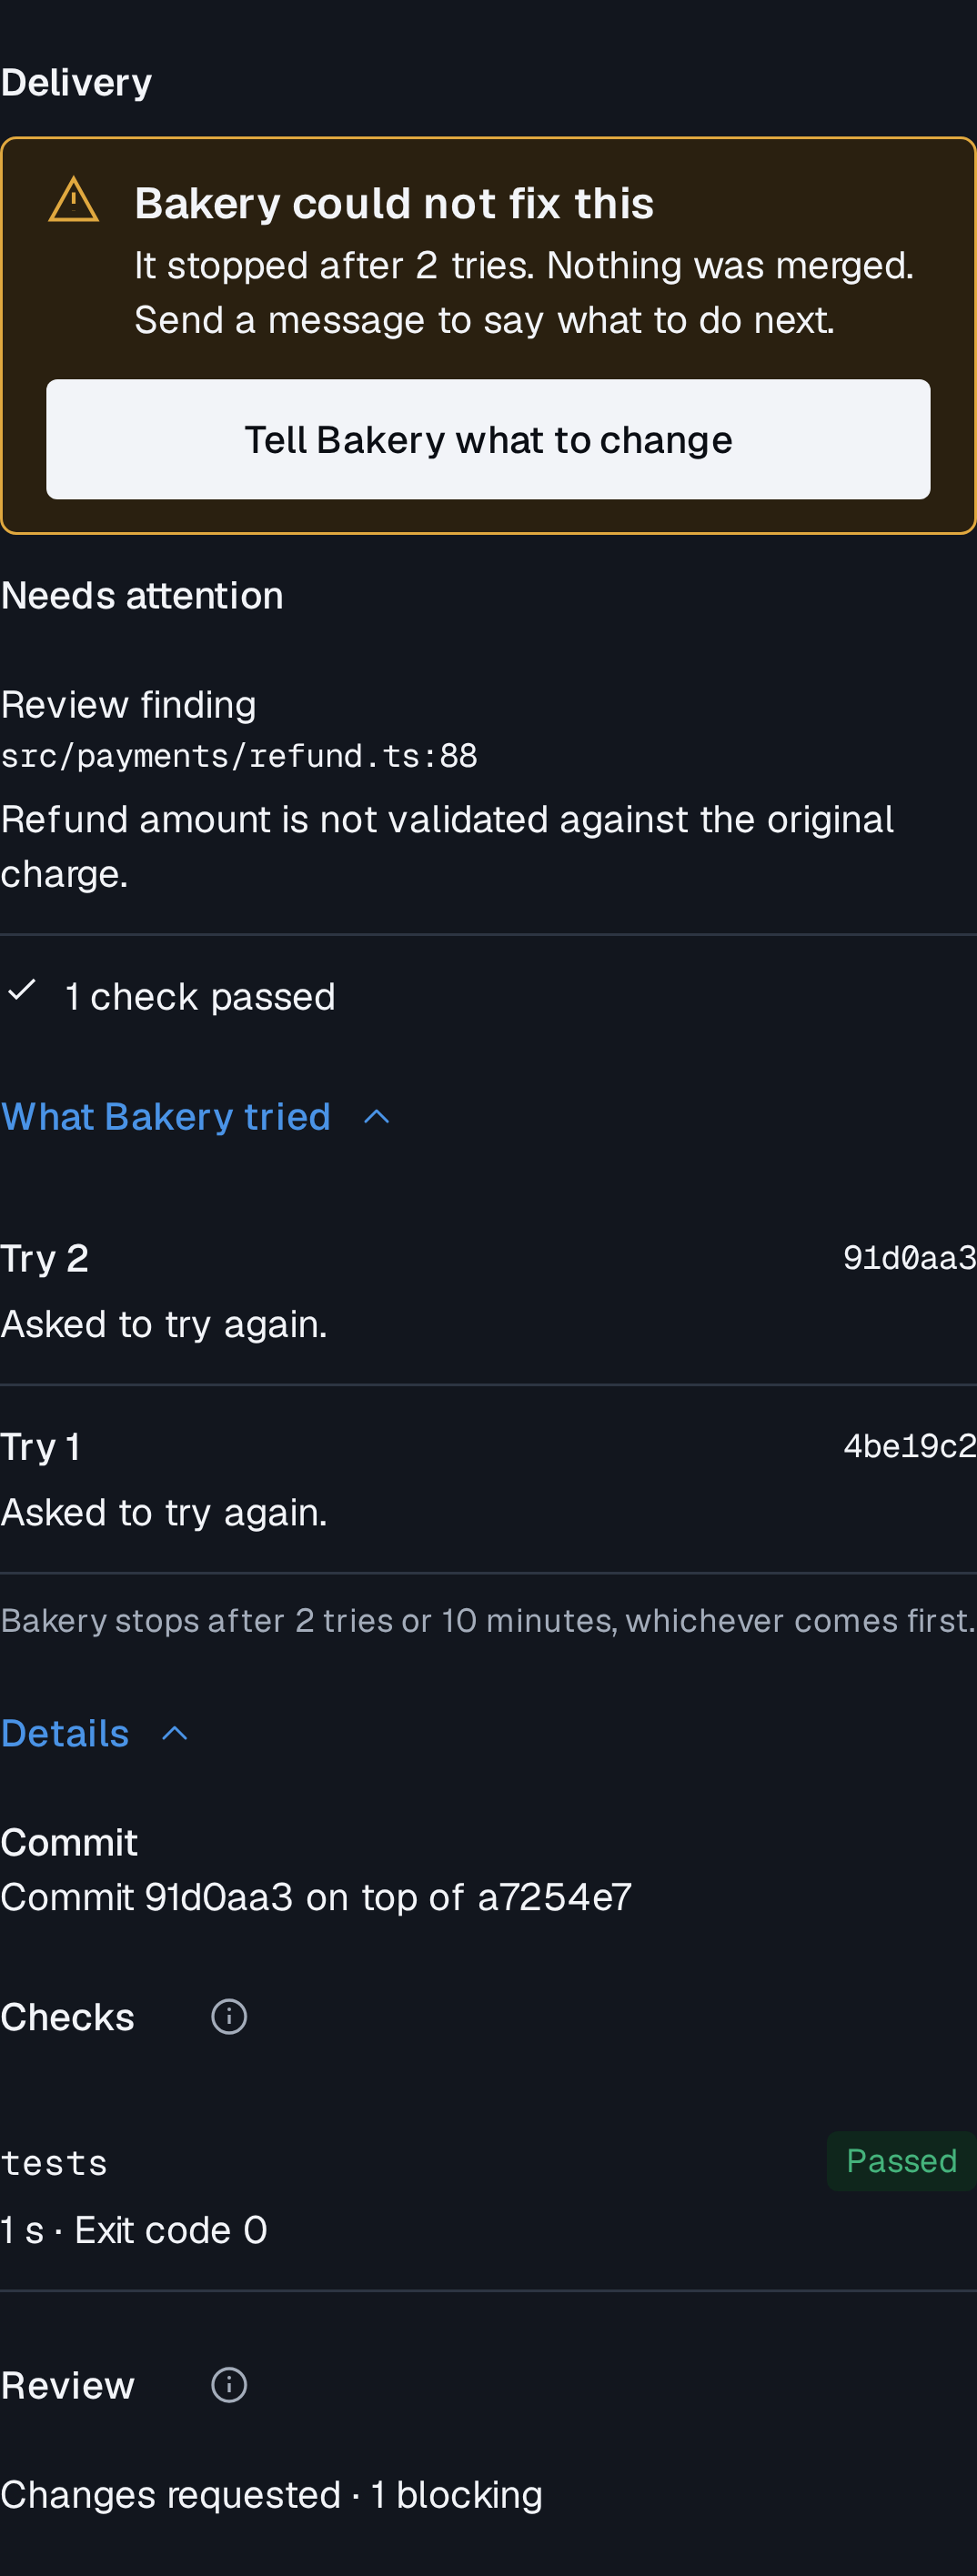 Delivery
Bakery could not fix this
It stopped after 2 tries. Nothing was merged.
Send a message to say what to do next.
Tell Bakery what to change
Needs attention
Review finding
src/payments/refund.ts:88
Refund amount is not validated against the original
charge.
1 check passed
What Bakery tried
Try 2 91d0aa3
Asked to try again.
Try 1 4be19c2
Asked to try again.
Bakery stops after 2 tries or 10 minutes, whichever comes first.
Details
Commit
Commit 91d0aa3 on top of a7254e7
Checks
tests Passed
1 s · Exit code 0
Review
Changes requested · 1 blocking